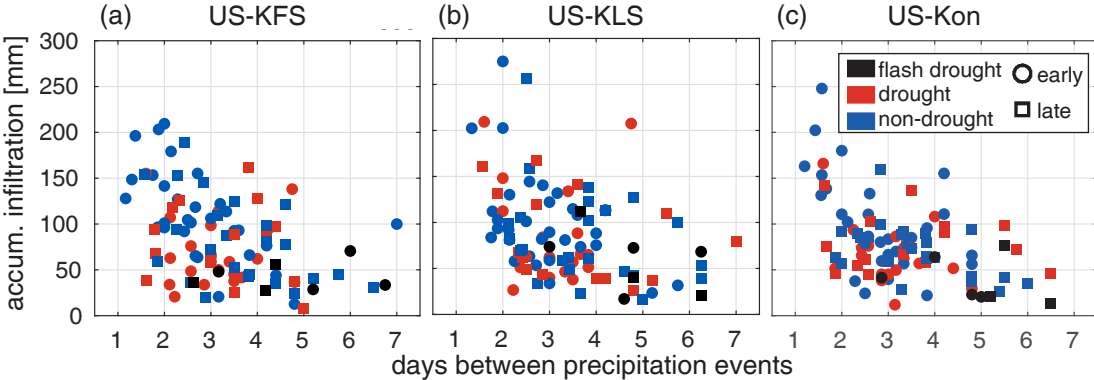 (a) US-KFS
(b) US-KLS
(c) US-Kon
accum. infiltration [mm]
300
250
200
150
100
50
0
flash drought
drought
non-drought
early
late
1 2 3 4 5 6 7
1 2 3 4 5 6 7
1 2 3 4 5 6 7
days between precipitation events